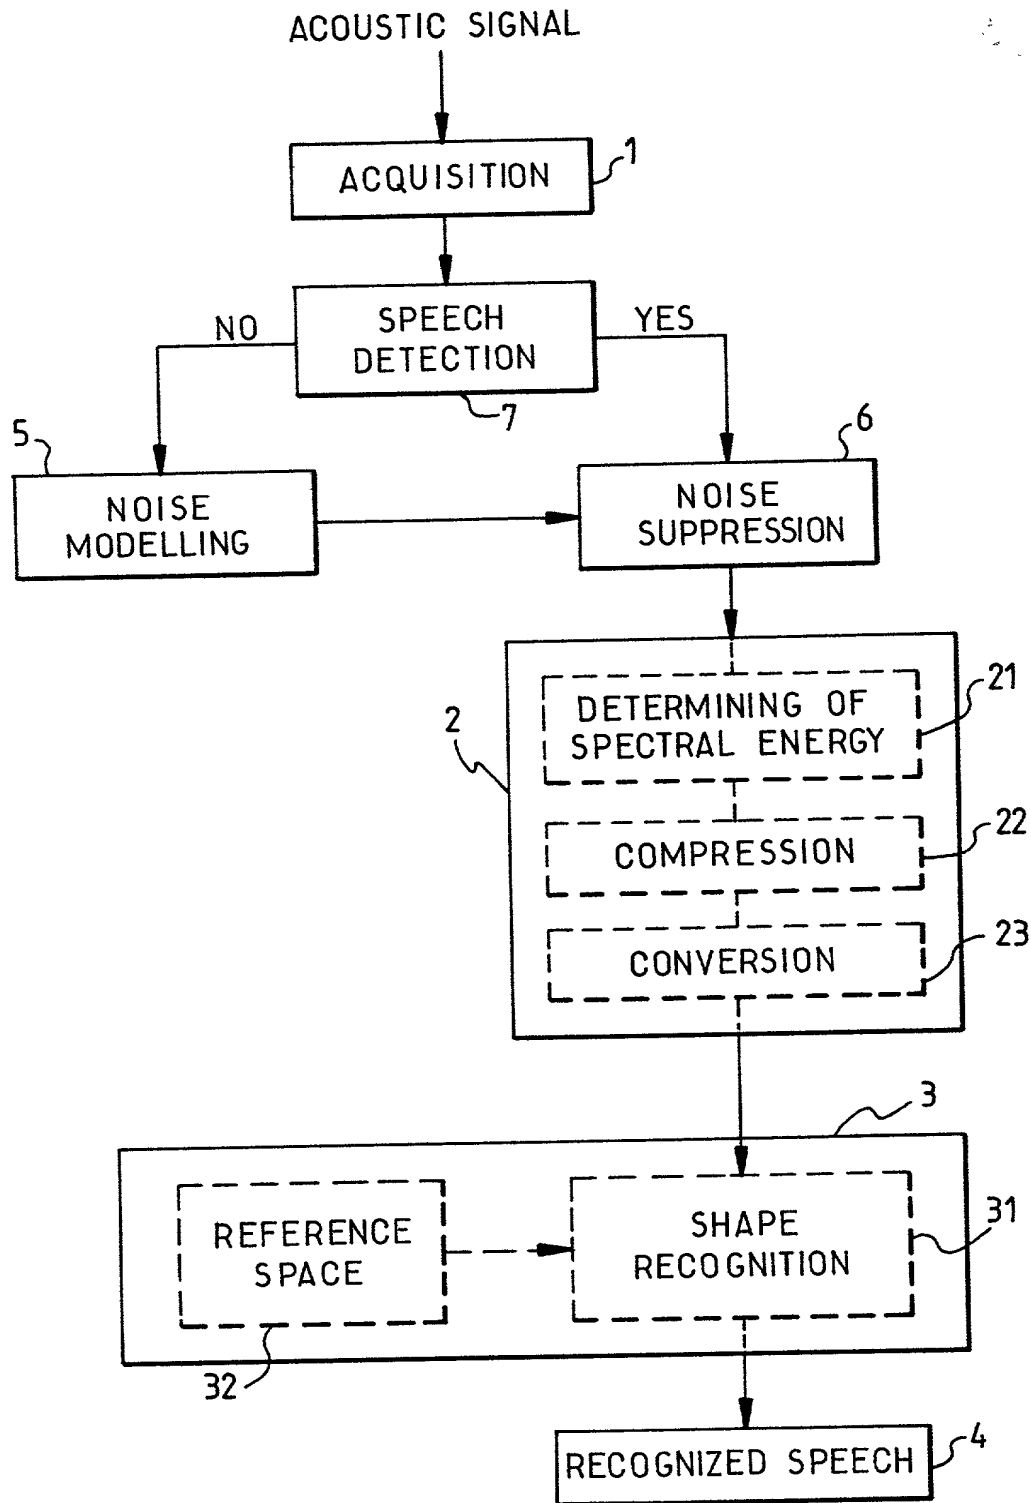 ACOUSTIC SIGNAL
1
ACQUISITION
NO
SPEECH
DETECTION
YES
7
5
6
NOISE
MODELLING
NOISE
SUPPRESSION
2
21
DETERMINING OF
SPECTRAL ENERGY
22
COMPRESSION
23
CONVERSION
3
REFERENCE
SPACE
SHAPE
RECOGNITION
31
32
4
RECOGNIZED SPEECH